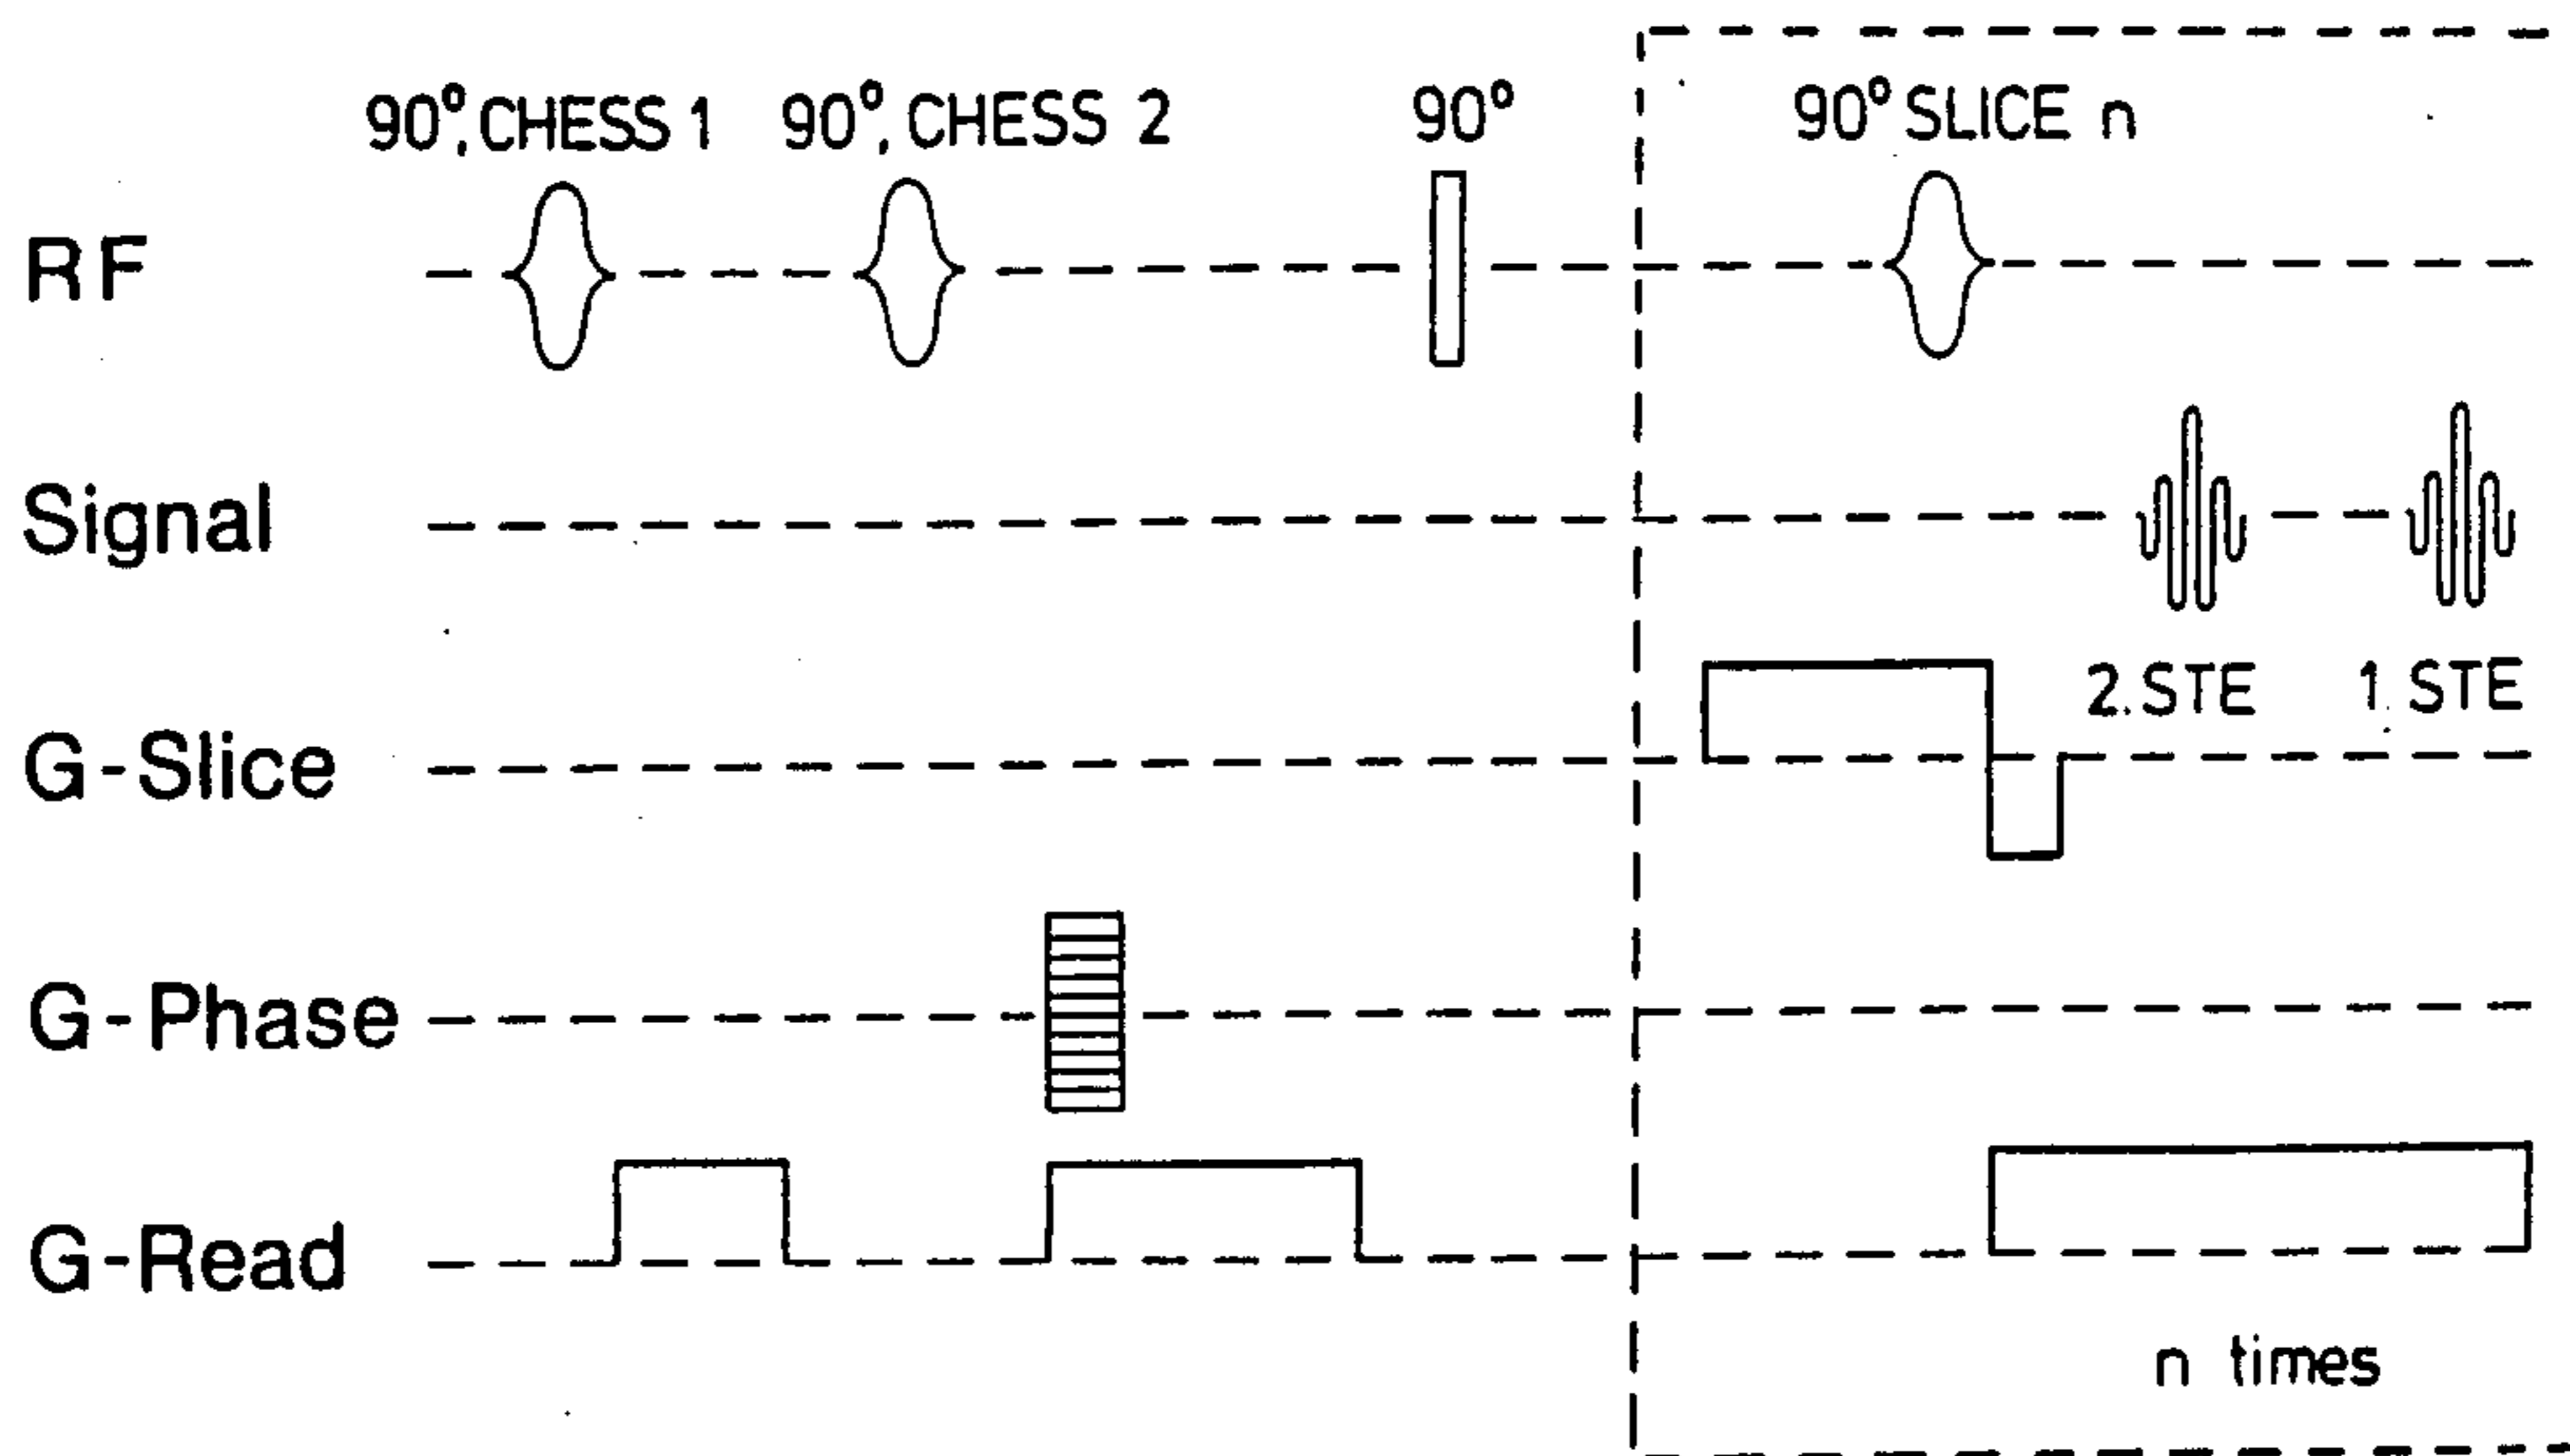 90°, CHESS 1 90°, CHESS 2 90° 90° SLICE n
RF
Signal
2. STE 1. STE
G-Slice
G-Phase
G-Read
n times